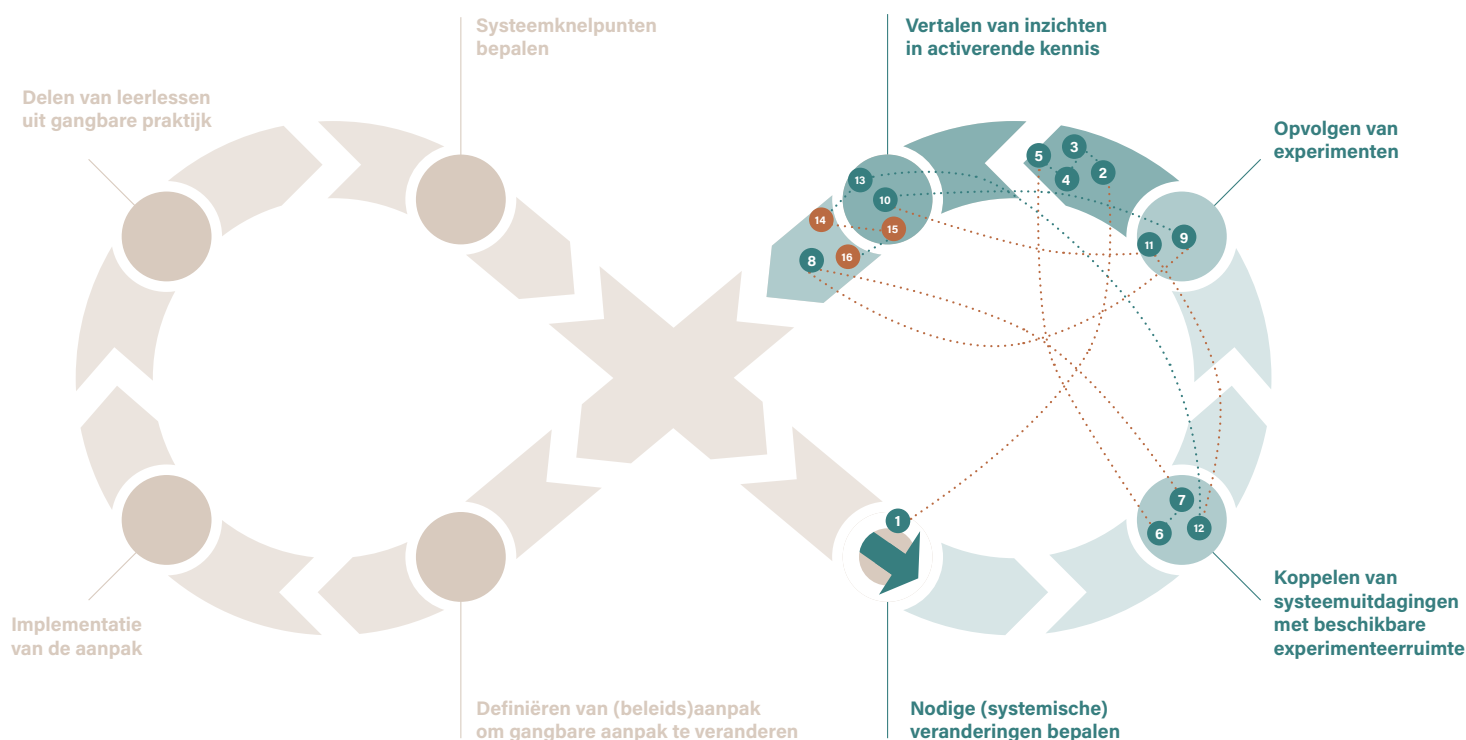 Systeemknelpunten
bepalen
Vertalen van inzichten
in activerende kennis
Delen van leerlessen
uit gangbare praktijk
Opvolgen van
experimenten
5
3
4
2
13
10
14
15
16
8
11
9
1
7
6
12
Implementatie
van de aanpak
Koppelen van
systeemuitdagingen
met beschikbare
experimenteerruimte
Definiëren van (beleids)aanpak
om gangbare aanpak te veranderen
Nodige (systemische)
veranderingen bepalen